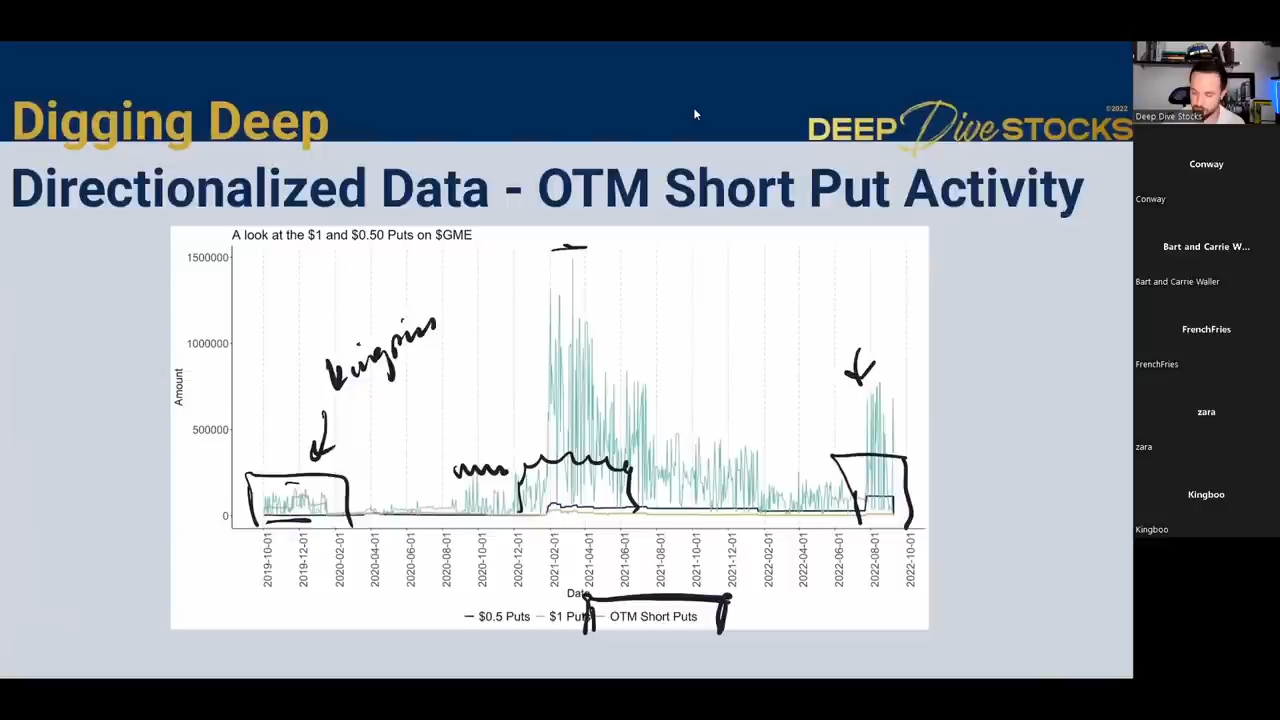 ©2022
Digging Deep
DEEP Dive STOCKS
Directionalized Data - OTM Short Put Activity
A look at the $1 and $0.50 Puts on $GME
1500000
1000000
500000
0
Amount
2019-10-01
2019-12-01
2020-02-01
2020-04-01
2020-06-01
2020-08-01
2020-10-01
2020-12-01
2021-02-01
2021-04-01
2021-06-01
2021-08-01
2021-10-01
2021-12-01
2022-02-01
2022-04-01
2022-06-01
2022-08-01
2022-10-01
Date
$0.5 Puts $1 Puts OTM Short Puts
Deep Dive Stocks
Conway
Conway
Bart and Carrie W...
Bart and Carrie Waller
FrenchFries
FrenchFries
zara
zara
Kingboo
Kingboo